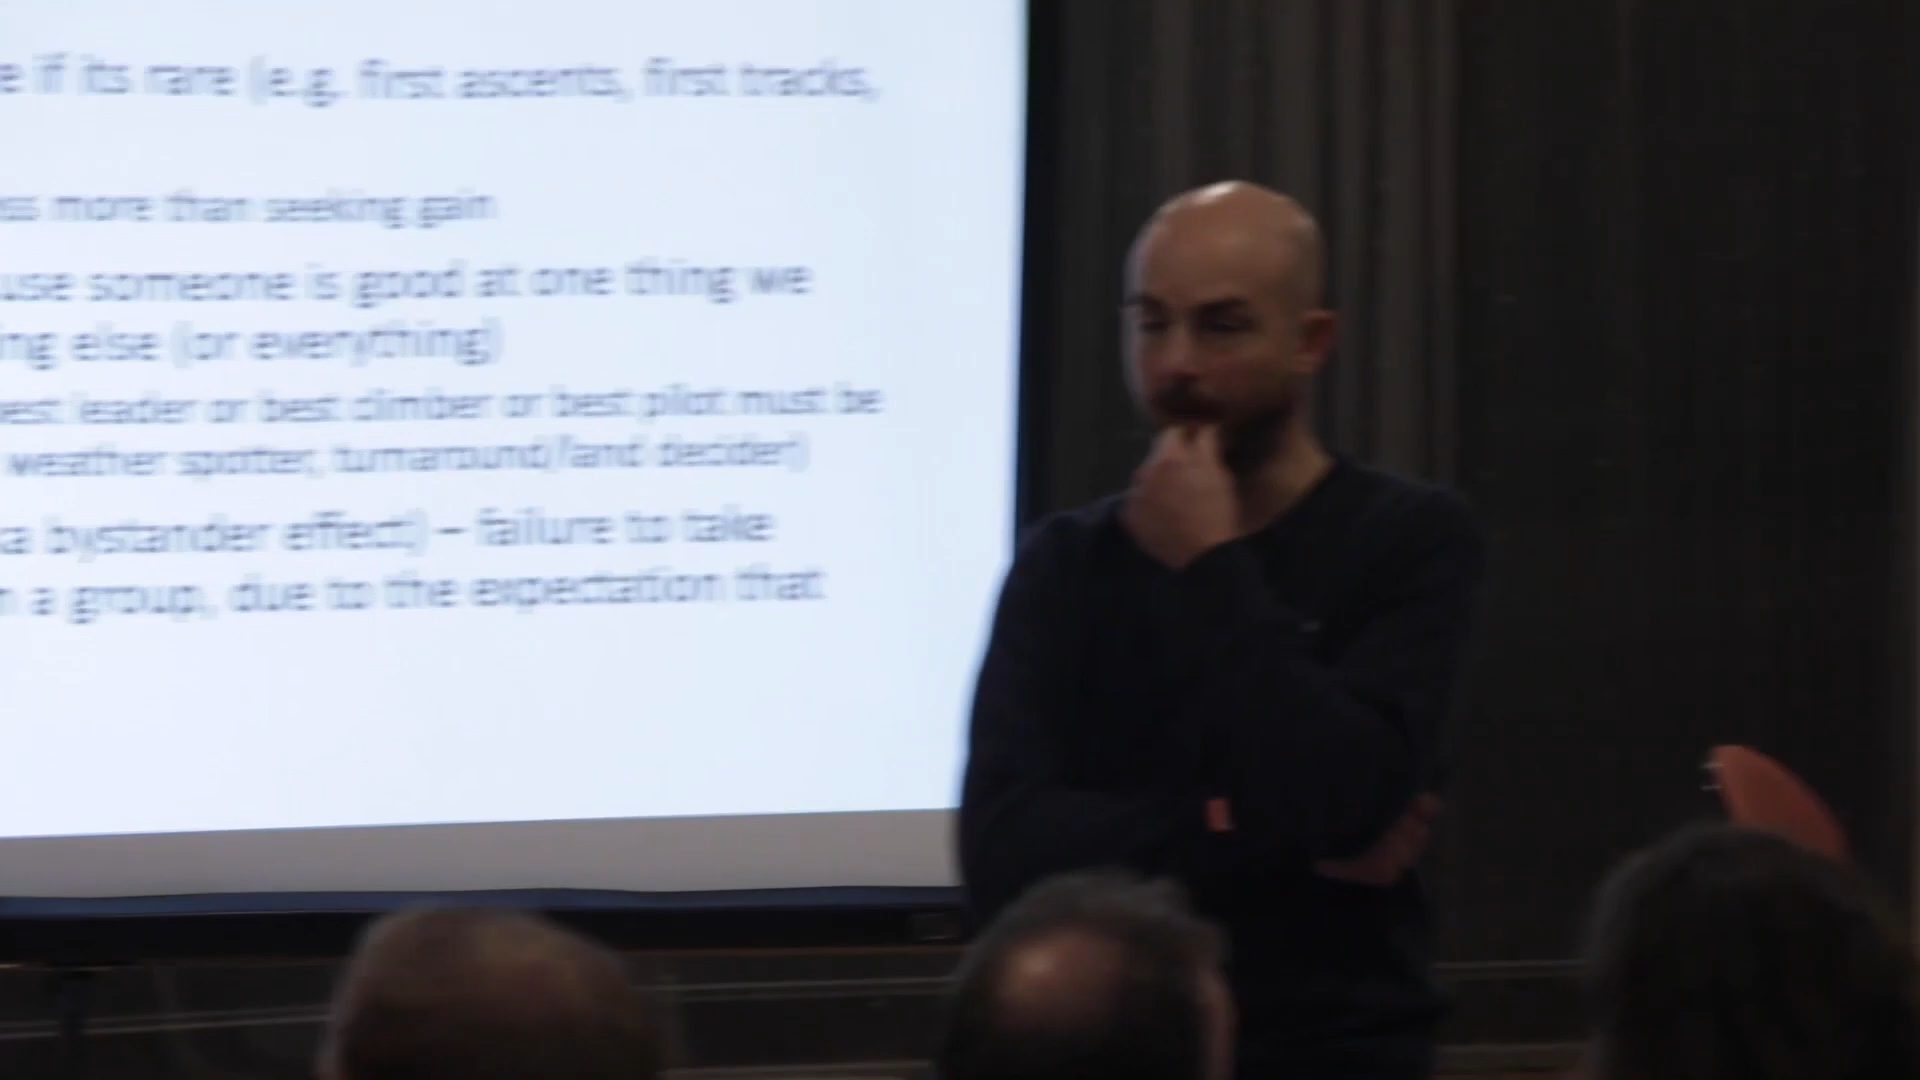 e if its rare (e.g. first ascents, first tracks,
ss more than seeking gain
use someone is good at one thing we
ing else (or everything)
best leader or best climber or best pilot must be
weather spotter, turnaround/land decider)
a bystander effect) – failure to take
n a group, due to the expectation that